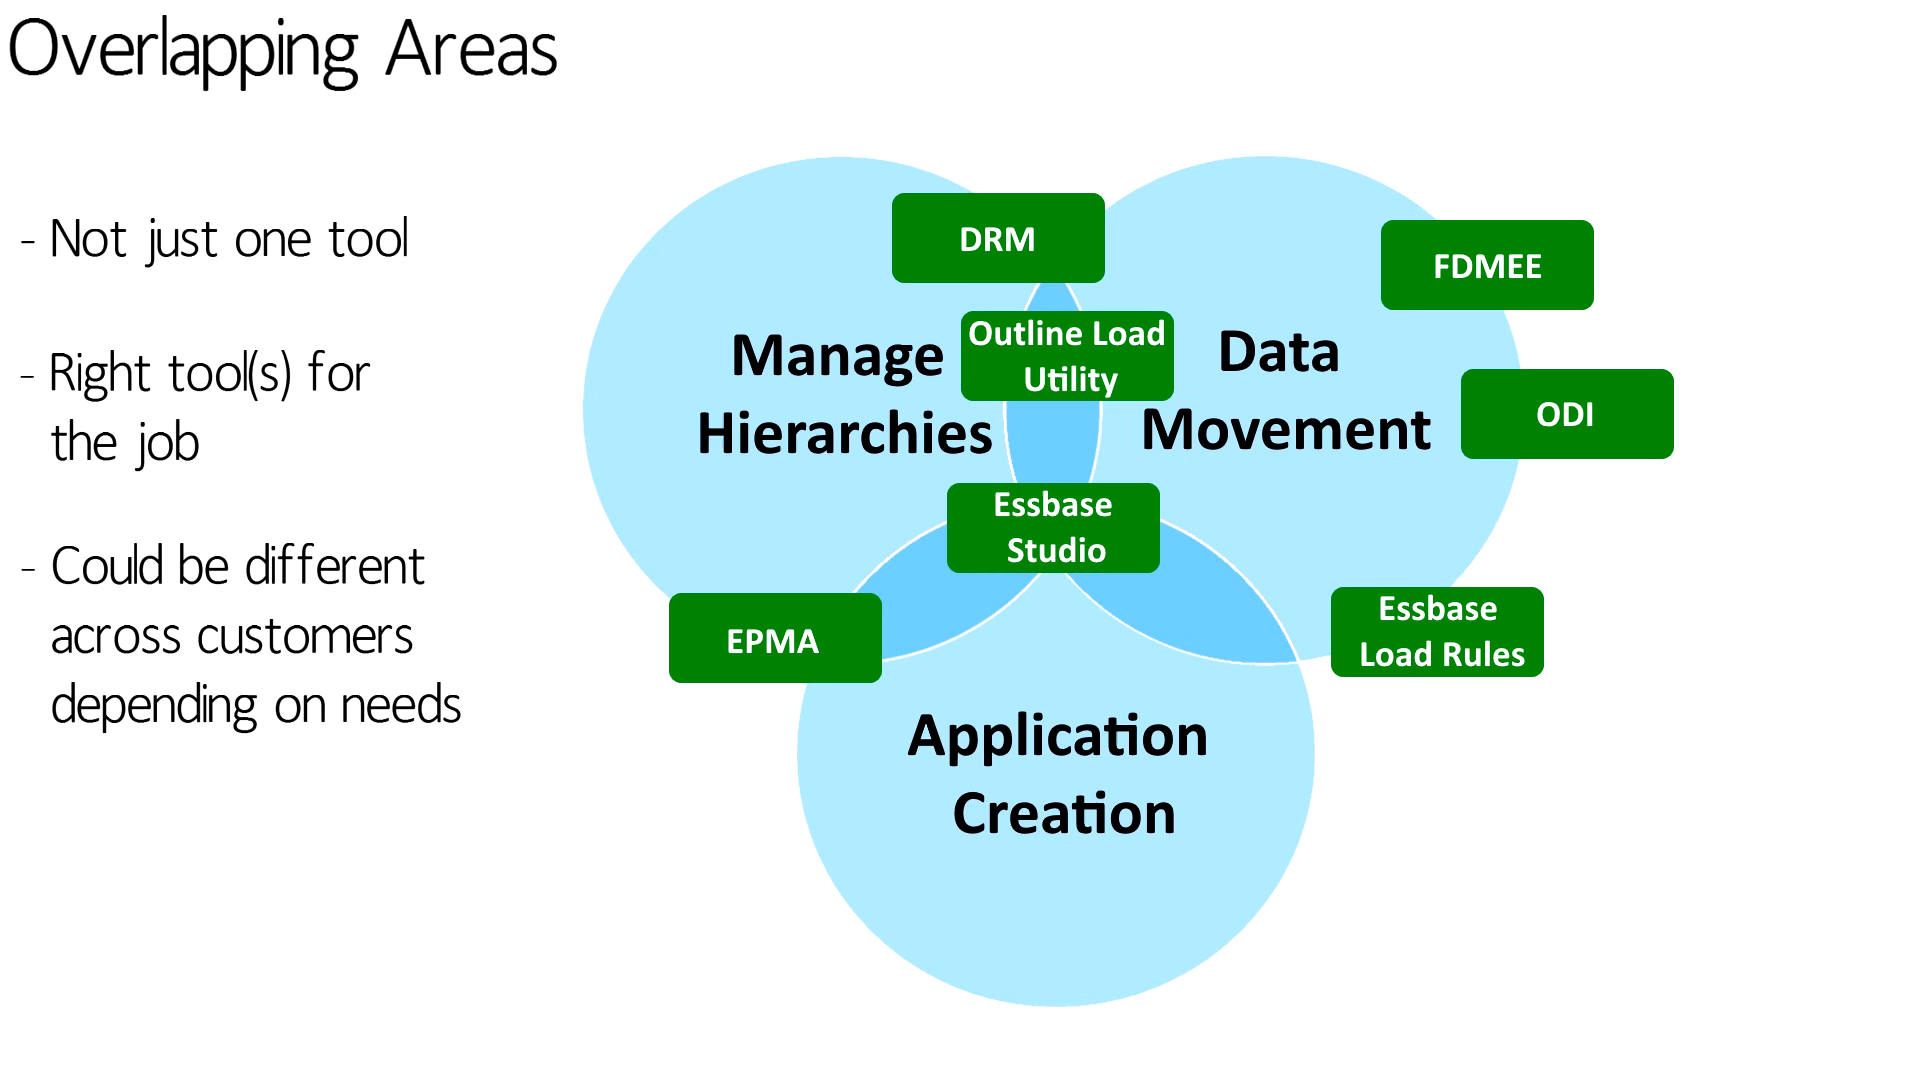 Overlapping Areas
- Not just one tool
- Right tool(s) for
the job
- Could be different
across customers
depending on needs
DRM
FDMEE
Outline Load
Utility
Manage
Hierarchies
Data
Movement
ODI
Essbase
Studio
EPMA
Essbase
Load Rules
Application
Creation